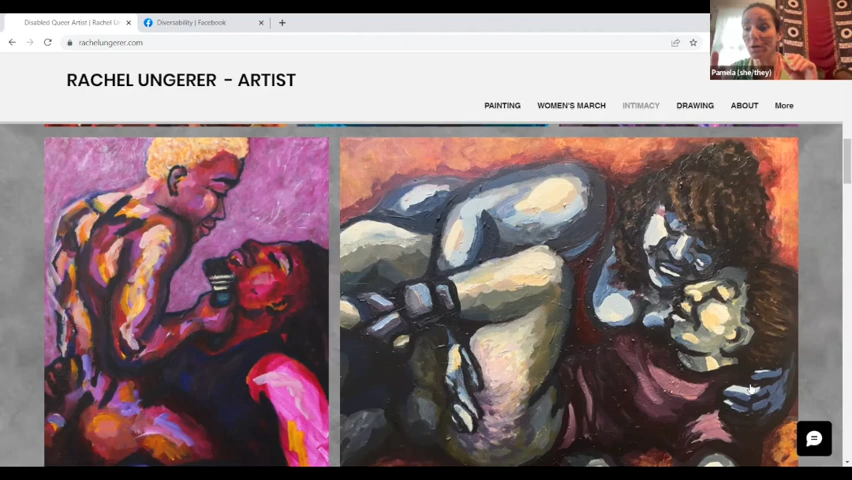 Disabled Queer Artist | Rachel Un
Diversability | Facebook
rachelungerer.com
RACHEL UNGERER - ARTIST
PAINTING WOMEN'S MARCH INTIMACY DRAWING ABOUT More
Pamela (she/they)